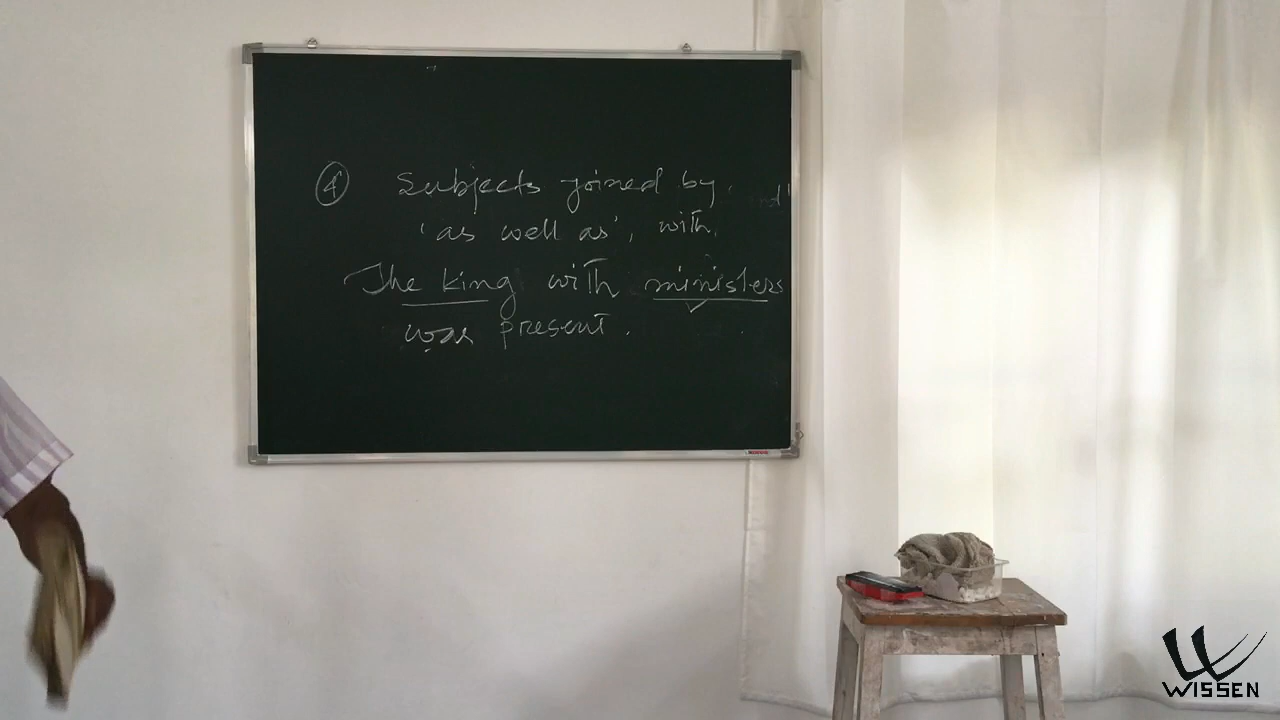 ④ Subjects joined by,
'as well as', with,
The king with ministers
was present.
WISSEN